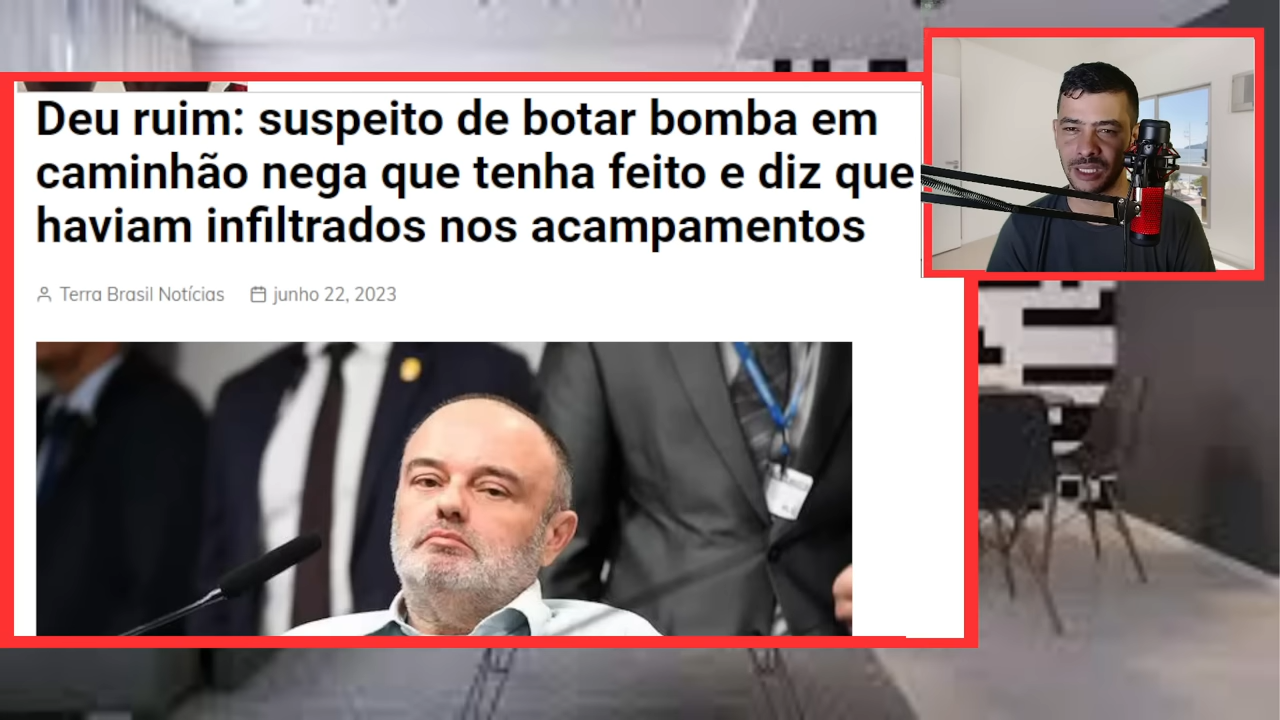 Deu ruim: suspeito de botar bomba em
caminhão nega que tenha feito e diz que
haviam infiltrados nos acampamentos
Terra Brasil Notícias junho 22, 2023